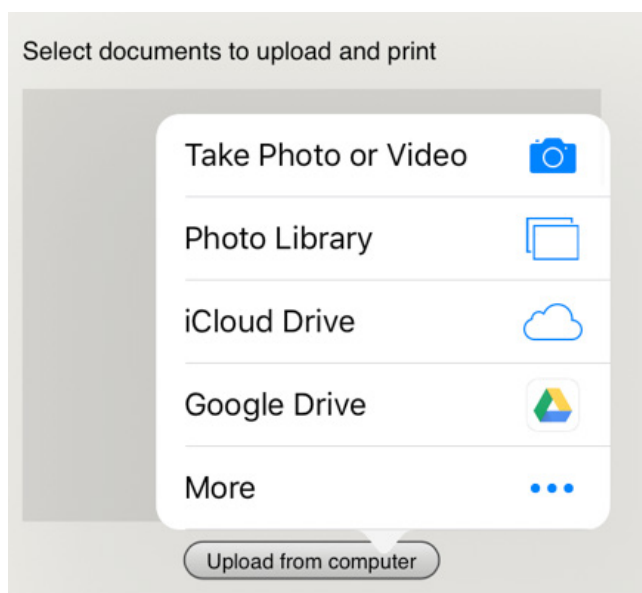 Select documents to upload and print
Take Photo or Video
Photo Library
iCloud Drive
Google Drive
More
Upload from computer